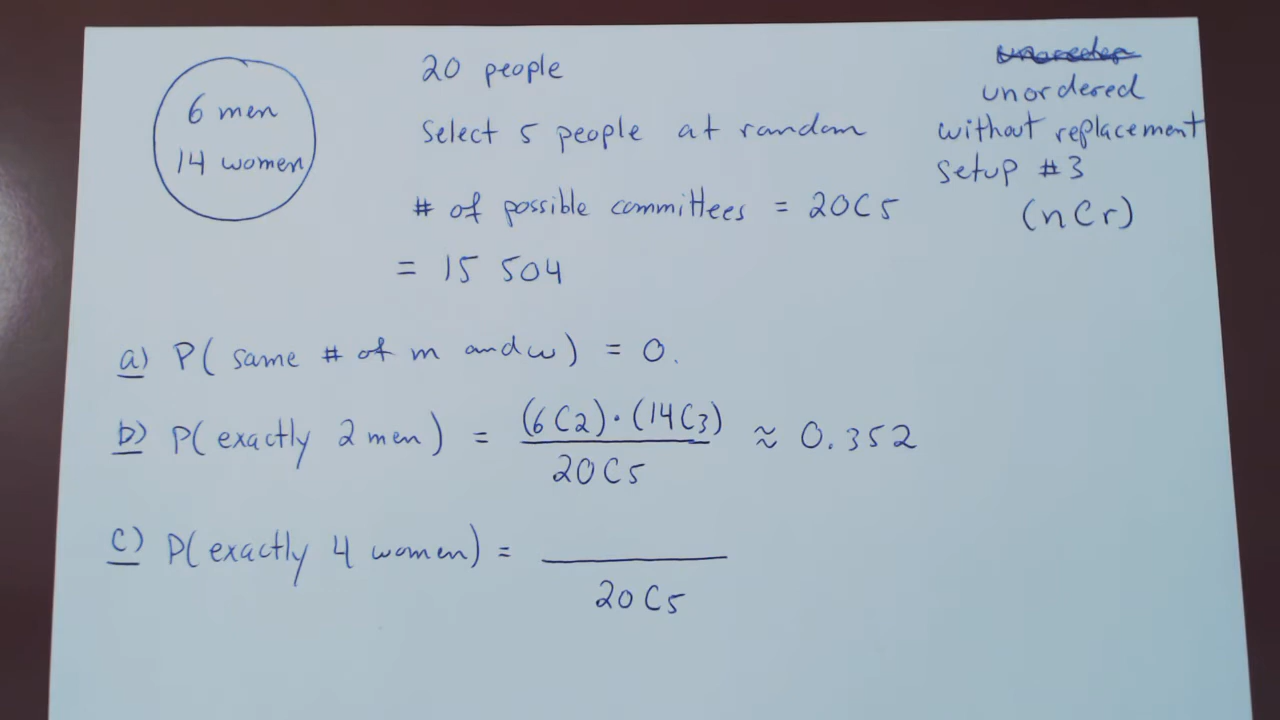 6 men
14 women
20 people
Select 5 people at random
# of possible committees = 20C5
= 15 504
unordered
without replacement
setup #3
(nCr)
a) P( same # of m and w) = 0.
b) P(exactly 2 men) = (6C2)·(14C3) / 20C5 ≈ 0.352
c) P(exactly 4 women) = ______
20C5